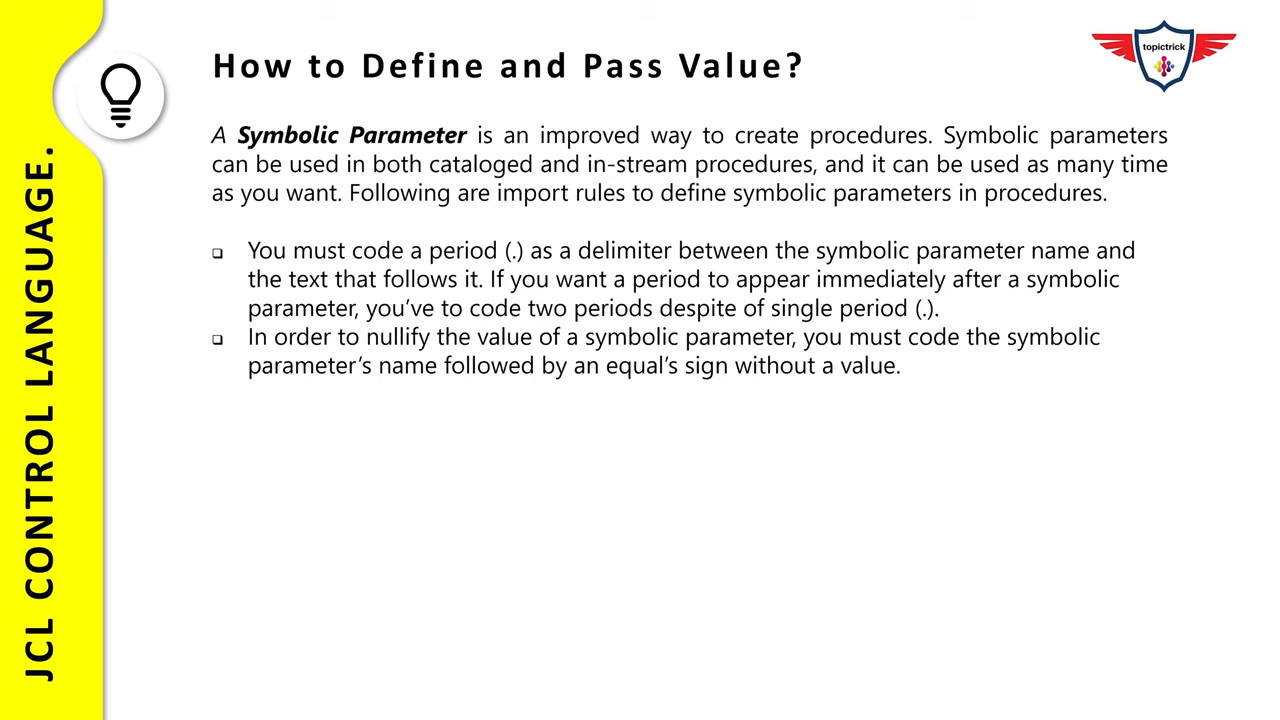 How to Define and Pass Value?
topictrick
A Symbolic Parameter is an improved way to create procedures. Symbolic parameters
can be used in both cataloged and in-stream procedures, and it can be used as many time
as you want. Following are import rules to define symbolic parameters in procedures.
❑ You must code a period (.) as a delimiter between the symbolic parameter name and
the text that follows it. If you want a period to appear immediately after a symbolic
parameter, you’ve to code two periods despite of single period (.).
❑ In order to nullify the value of a symbolic parameter, you must code the symbolic
parameter’s name followed by an equal’s sign without a value.
JCL CONTROL LANGUAGE.